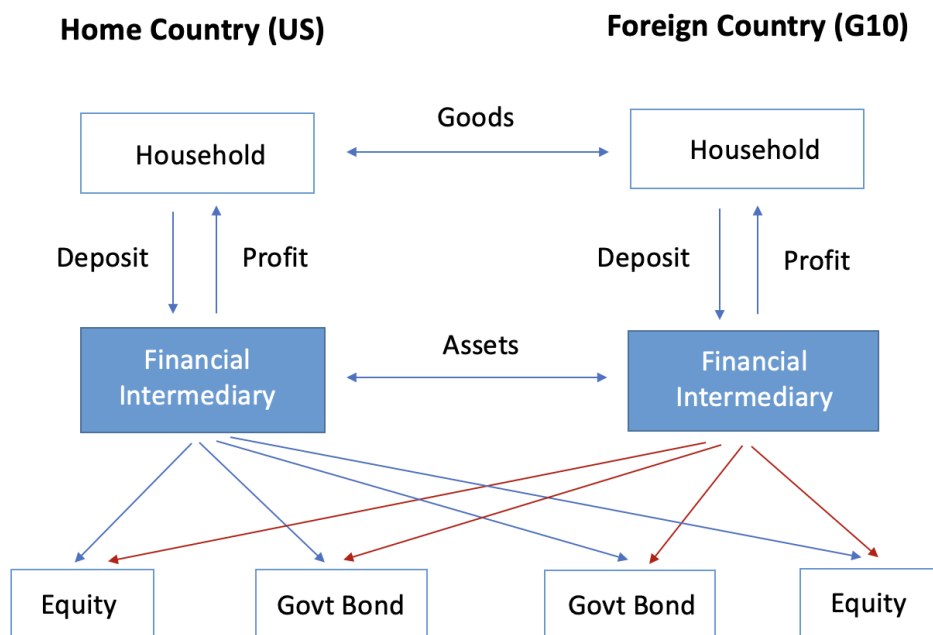 Home Country (US)
Foreign Country (G10)
Goods
Household
Household
Deposit
Profit
Deposit
Profit
Assets
Financial
Intermediary
Financial
Intermediary
Equity
Govt Bond
Govt Bond
Equity